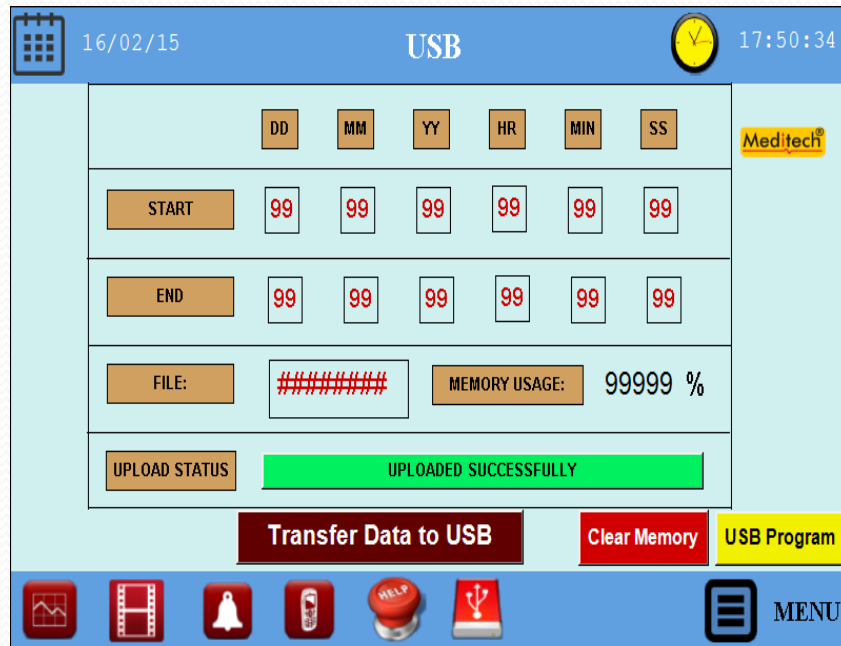 16/02/15 USB 17:50:34
DD MM YY HR MIN SS
Meditech®
START 99 99 99 99 99 99
END 99 99 99 99 99 99
FILE: ######## MEMORY USAGE: 99999 %
UPLOAD STATUS UPLOADED SUCCESSFULLY
Transfer Data to USB Clear Memory USB Program
HELP MENU